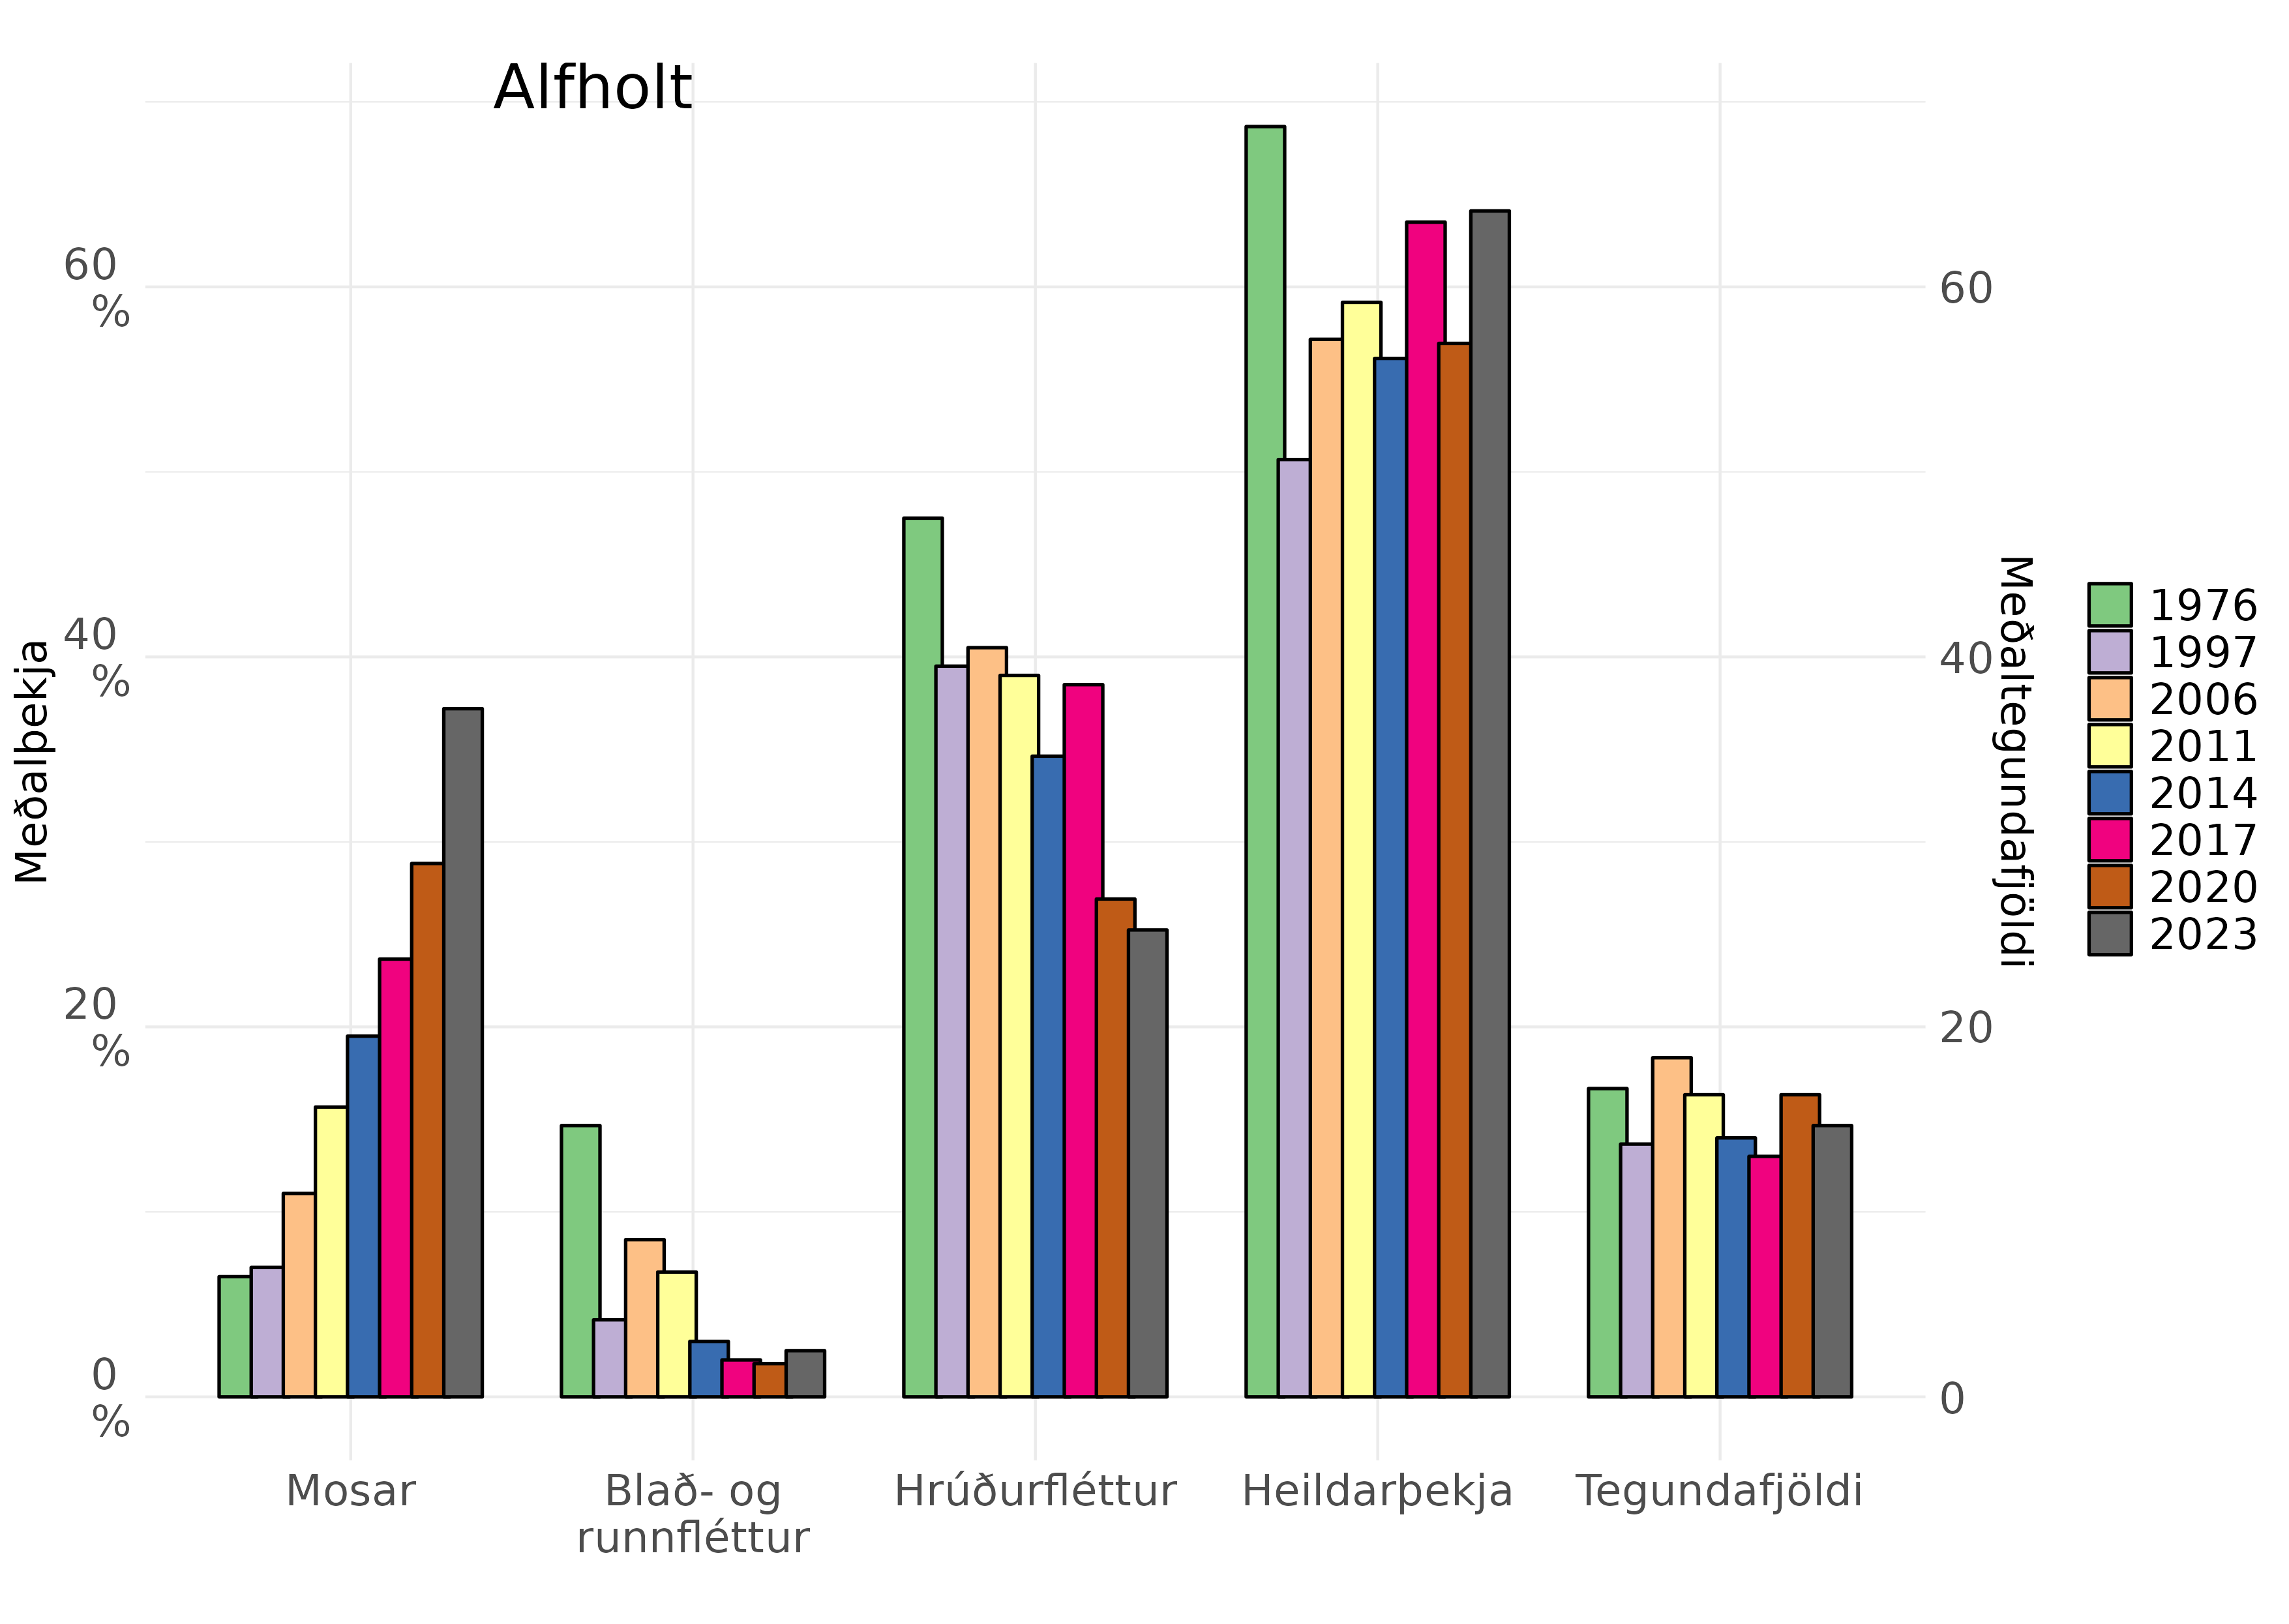 Alfholt
Meðalþekja
60
%
40
%
20
%
0
%
60
40
20
0
Meðaltegundafjöldi
1976
1997
2006
2011
2014
2017
2020
2023
Mosar
Blað- og
runnfléttur
Hrúðurfléttur
Heildarþekja
Tegundafjöldi